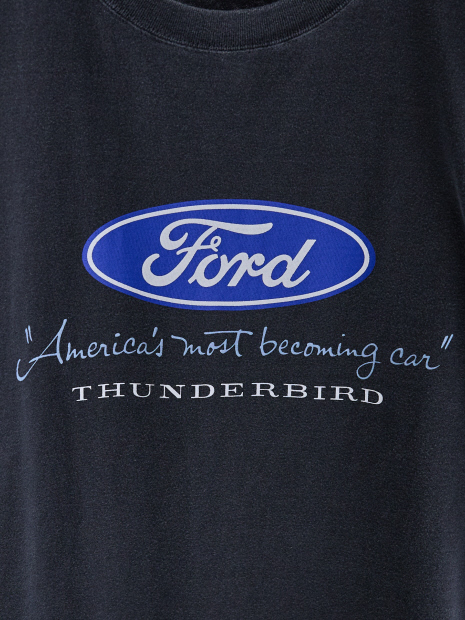 Ford
"America's most becoming car"
THUNDERBIRD